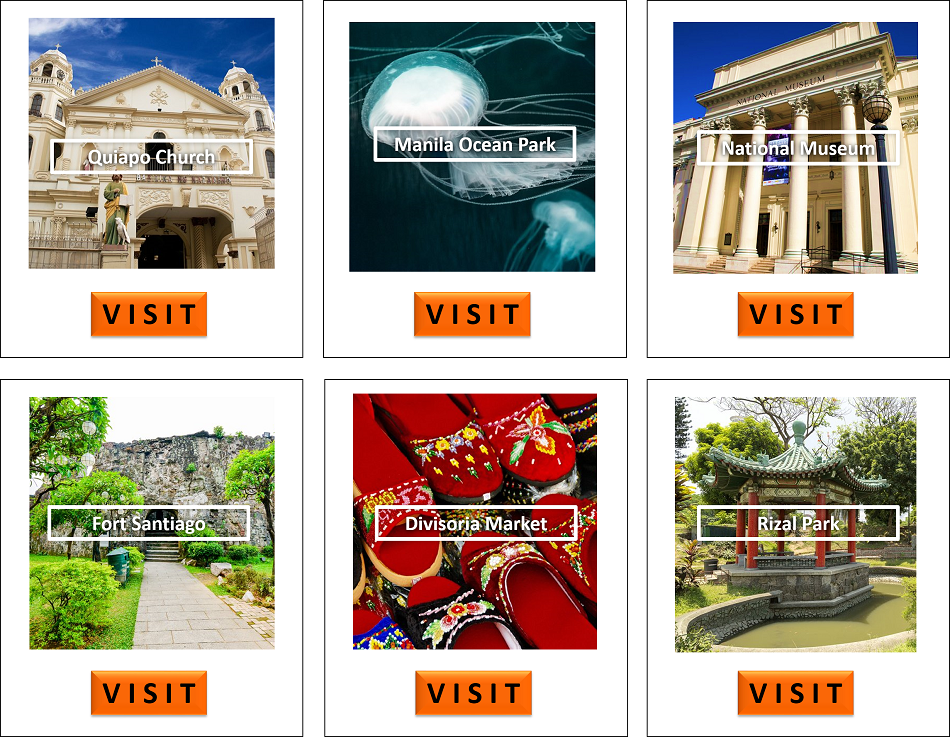 Quiapo Church
Manila Ocean Park
NATIONAL MUSEUM
National Museum
VISIT
VISIT
VISIT
Fort Santiago
Divisoria Market
Rizal Park
VISIT
VISIT
VISIT